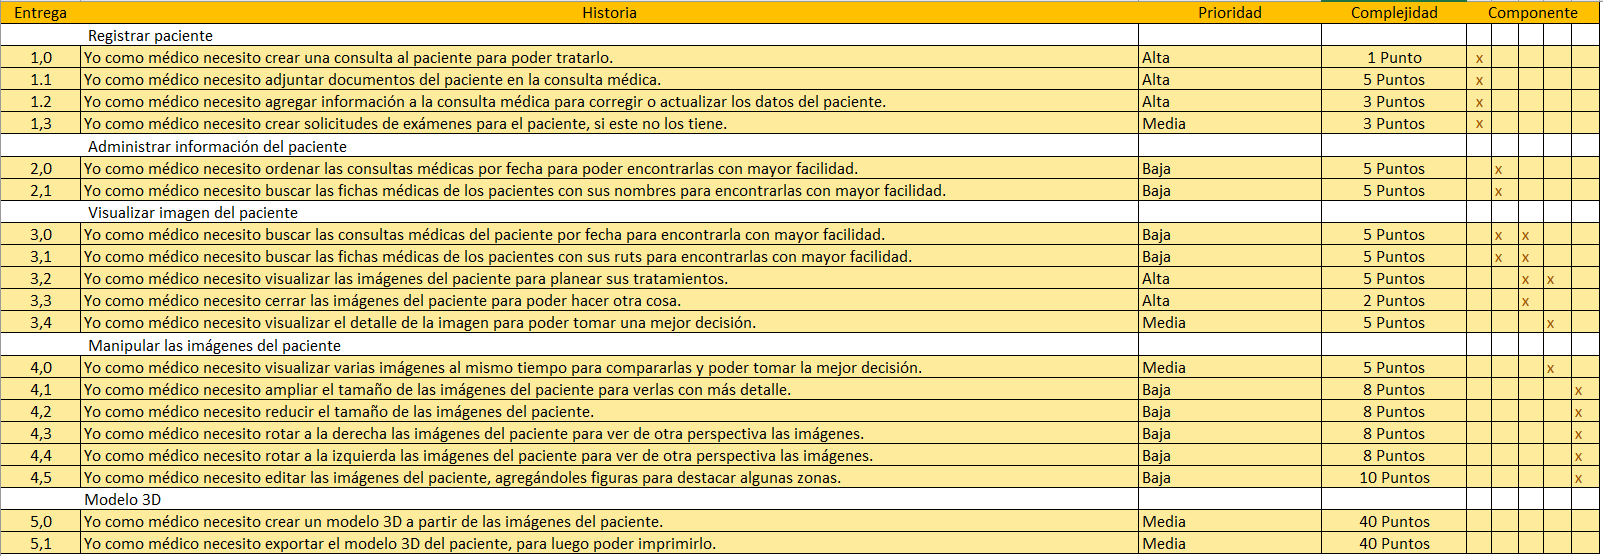 Entrega Historia Prioridad Complejidad Componente
Registrar paciente
1,0 Yo como médico necesito crear una consulta al paciente para poder tratarlo. Alta 1 Punto x
1.1 Yo como médico necesito adjuntar documentos del paciente en la consulta médica. Alta 5 Puntos x
1.2 Yo como médico necesito agregar información a la consulta médica para corregir o actualizar los datos del paciente. Alta 3 Puntos x
1,3 Yo como médico necesito crear solicitudes de exámenes para el paciente, si este no los tiene. Media 3 Puntos x
Administrar información del paciente
2,0 Yo como médico necesito ordenar las consultas médicas por fecha para poder encontrarlas con mayor facilidad. Baja 5 Puntos x
2,1 Yo como médico necesito buscar las fichas médicas de los pacientes con sus nombres para encontrarlas con mayor facilidad. Baja 5 Puntos x
Visualizar imagen del paciente
3,0 Yo como médico necesito buscar las consultas médicas del paciente por fecha para encontrarla con mayor facilidad. Baja 5 Puntos x x
3,1 Yo como médico necesito buscar las fichas médicas de los pacientes con sus ruts para encontrarlas con mayor facilidad. Baja 5 Puntos x x
3,2 Yo como médico necesito visualizar las imágenes del paciente para planear sus tratamientos. Alta 5 Puntos x x
3,3 Yo como médico necesito cerrar las imágenes del paciente para poder hacer otra cosa. Alta 2 Puntos x
3,4 Yo como médico necesito visualizar el detalle de la imagen para poder tomar una mejor decisión. Media 5 Puntos x
Manipular las imágenes del paciente
4,0 Yo como médico necesito visualizar varias imágenes al mismo tiempo para compararlas y poder tomar la mejor decisión. Media 5 Puntos x
4,1 Yo como médico necesito ampliar el tamaño de las imágenes del paciente para verlas con más detalle. Baja 8 Puntos x
4,2 Yo como médico necesito reducir el tamaño de las imágenes del paciente. Baja 8 Puntos x
4,3 Yo como médico necesito rotar a la derecha las imágenes del paciente para ver de otra perspectiva las imágenes. Baja 8 Puntos x
4,4 Yo como médico necesito rotar a la izquierda las imágenes del paciente para ver de otra perspectiva las imágenes. Baja 8 Puntos x
4,5 Yo como médico necesito editar las imágenes del paciente, agregándoles figuras para destacar algunas zonas. Baja 10 Puntos x
Modelo 3D
5,0 Yo como médico necesito crear un modelo 3D a partir de las imágenes del paciente. Media 40 Puntos
5,1 Yo como médico necesito exportar el modelo 3D del paciente, para luego poder imprimirlo. Media 40 Puntos